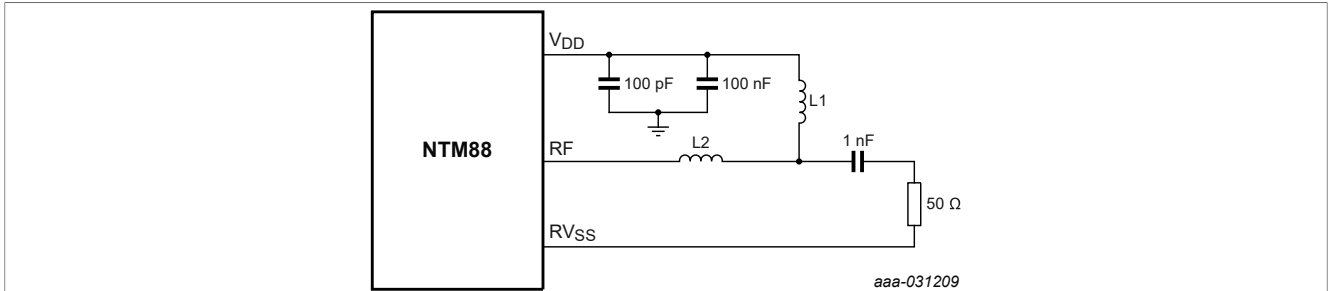 VDD
100 pF
100 nF
L1
NTM88
RF
L2
1 nF
50 Ω
RVSS
aaa-031209